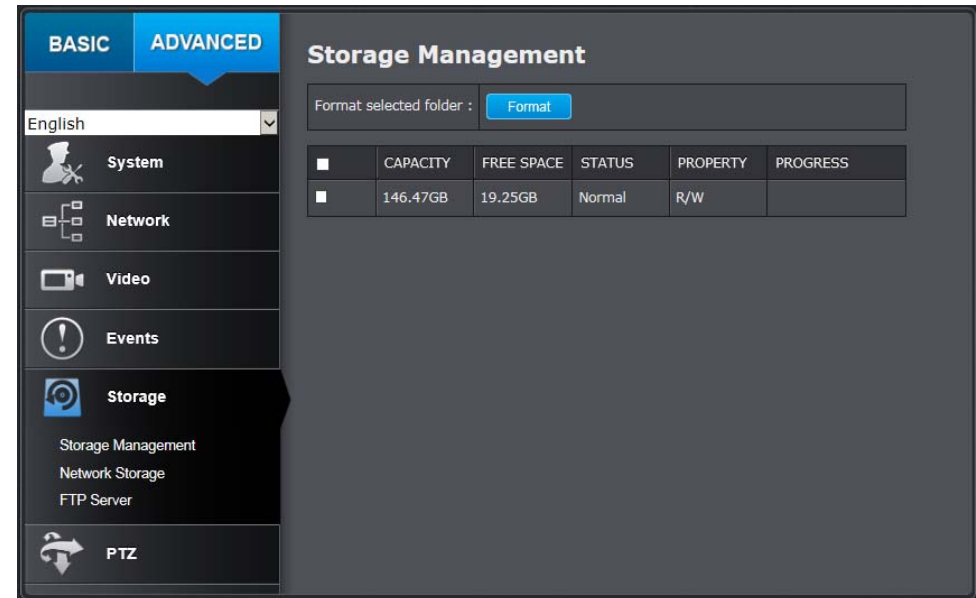 BASIC
ADVANCED
English
System
Network
Video
Events
Storage
Storage Management
Network Storage
FTP Server
PTZ
Storage Management
Format selected folder : Format
CAPACITY FREE SPACE STATUS PROPERTY PROGRESS
146.47GB 19.25GB Normal R/W